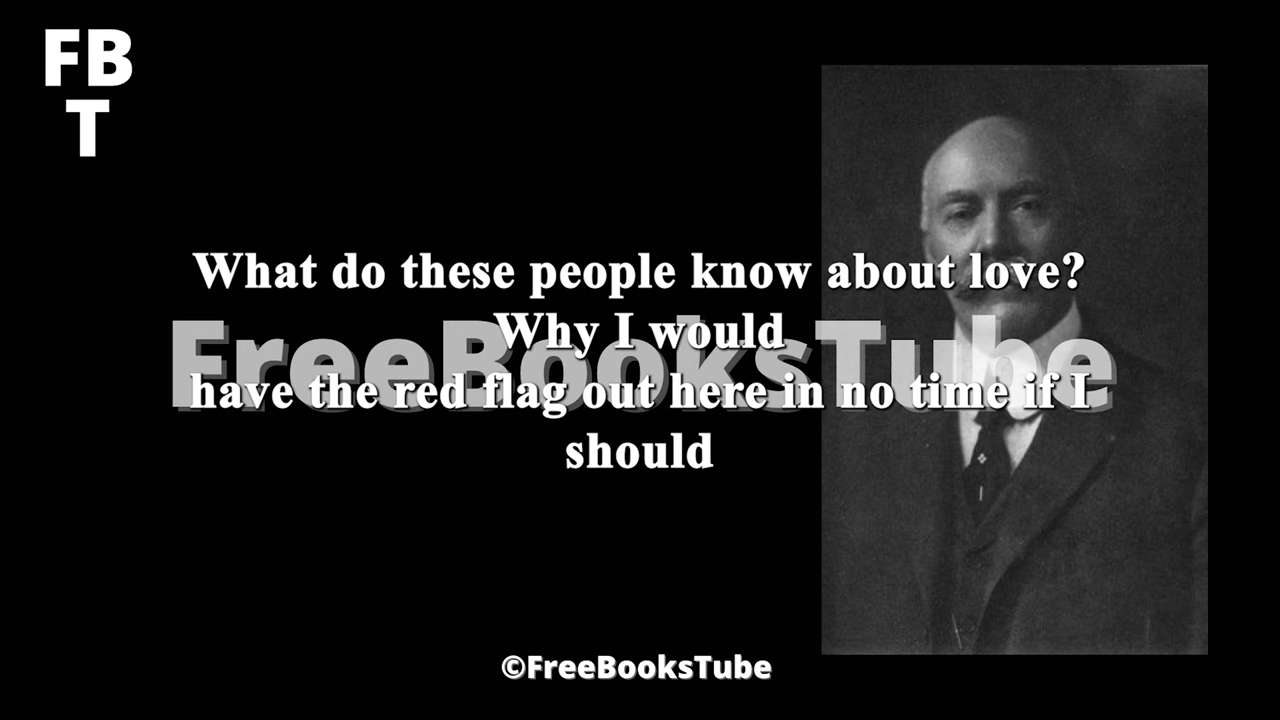 FB
T
What do these people know about love?
Why I would
FreeBooksTube
have the red flag out here in no time if I
should
©FreeBooksTube